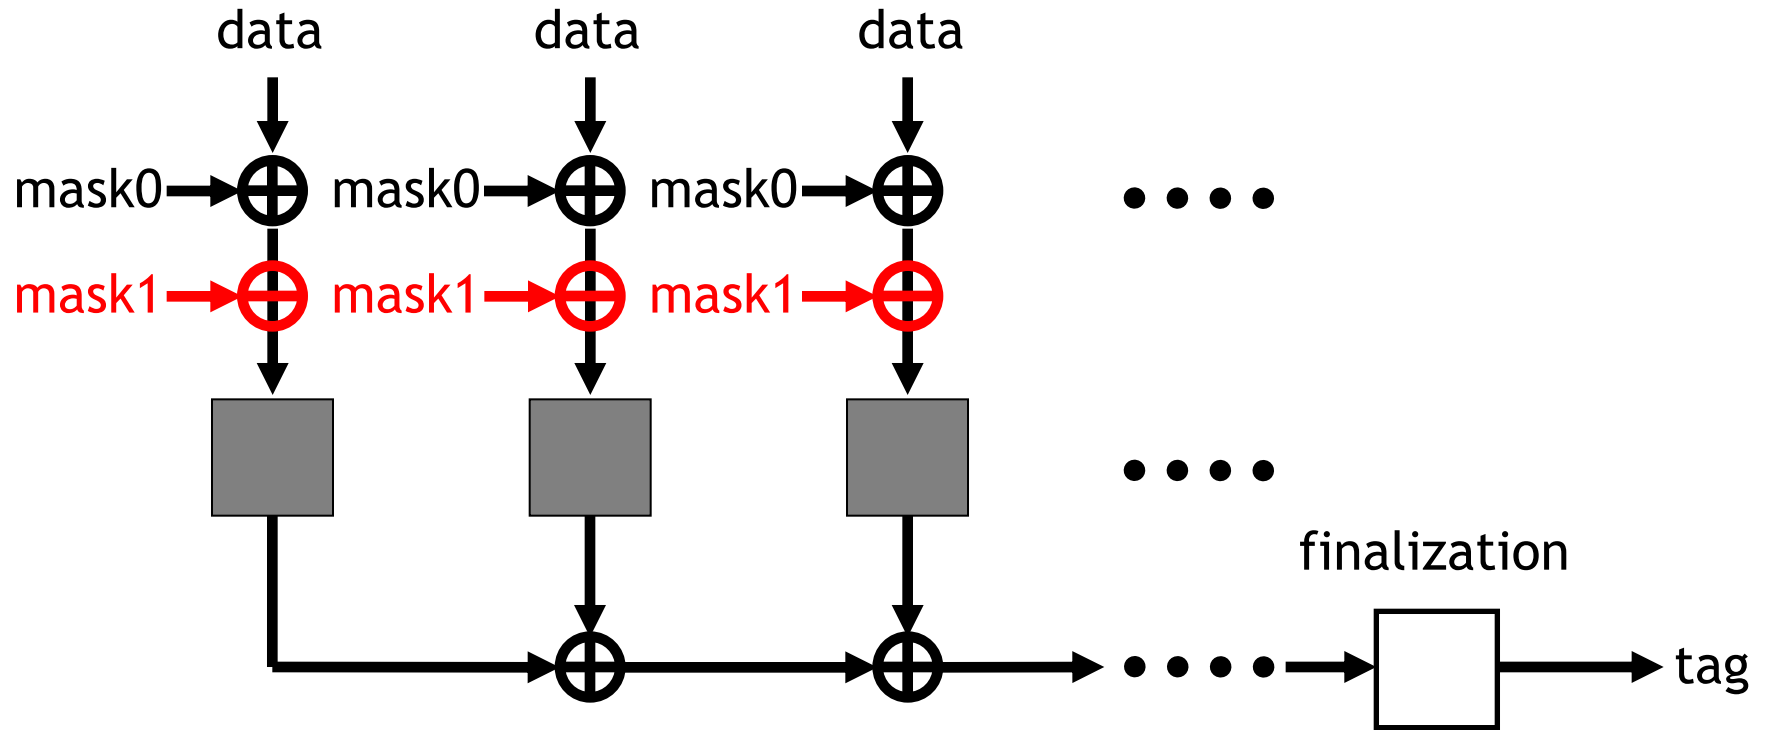 data data data
mask0 mask0 mask0
mask1 mask1 mask1
finalization
tag